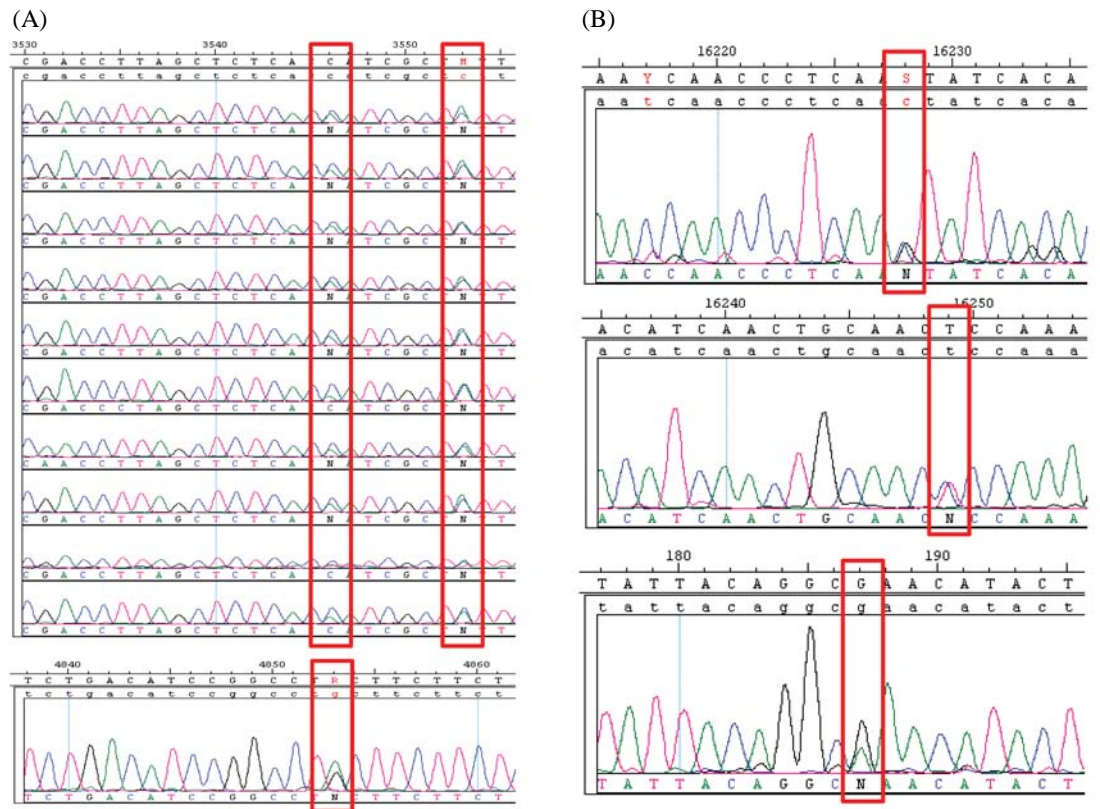 (A)
(B)
3530 3540 3550
C G A C C T T A G C T C T C A C A T C G C T M T T
c g a c c t t a g c t c t c a c a t c g c t c t t
C G A C C T T A G C T C T C A N A T C G C N T T
C G A C C T T A G C T C T C A N A T C G C N T T
C G A C C T T A G C T C T C A N A T C G C N T T
C G A C C T T A G C T C T C A N A T C G C N T T
C G A C C T T A G C T C T C A N A T C G C N T T
C G A C C C T A G C T C T C A C A T C G C N T T
C A A C C T T A G C T C T C A N A T C G C N T T
C G A C C T T A G C T C T C A N A T C G C N T T
C G A C C T T A G C T C T C A C A T C G C N T T
C G A C C T T A G C T C T C A C A T C G C N T T
4840 4850 4860
T C T G A C A T C C G G C C T R C T T C T T C T
t c t g a c a t c c g g c c t g c t t c t t c t
T C T G A C A T C C G G C C T N C T T C T T C T
16220 16230
A A Y C A A C C C T C A A S T A T C A C A
a a t c a a c c c t c a a c t a t c a c a
A A C C A A C C C T C A A N T A T C A C A
16240 16250
A C A T C A A C T G C A A C T C C A A A
a c a t c a a c t g c a a c t c c a a a
A C A T C A A C T G C A A C N C C A A A
180 190
T A T T A C A G G C G A A C A T A C T
t a t t a c a g g c g a a c a t a c t
T A T T A C A G G C N A A C A T A C T